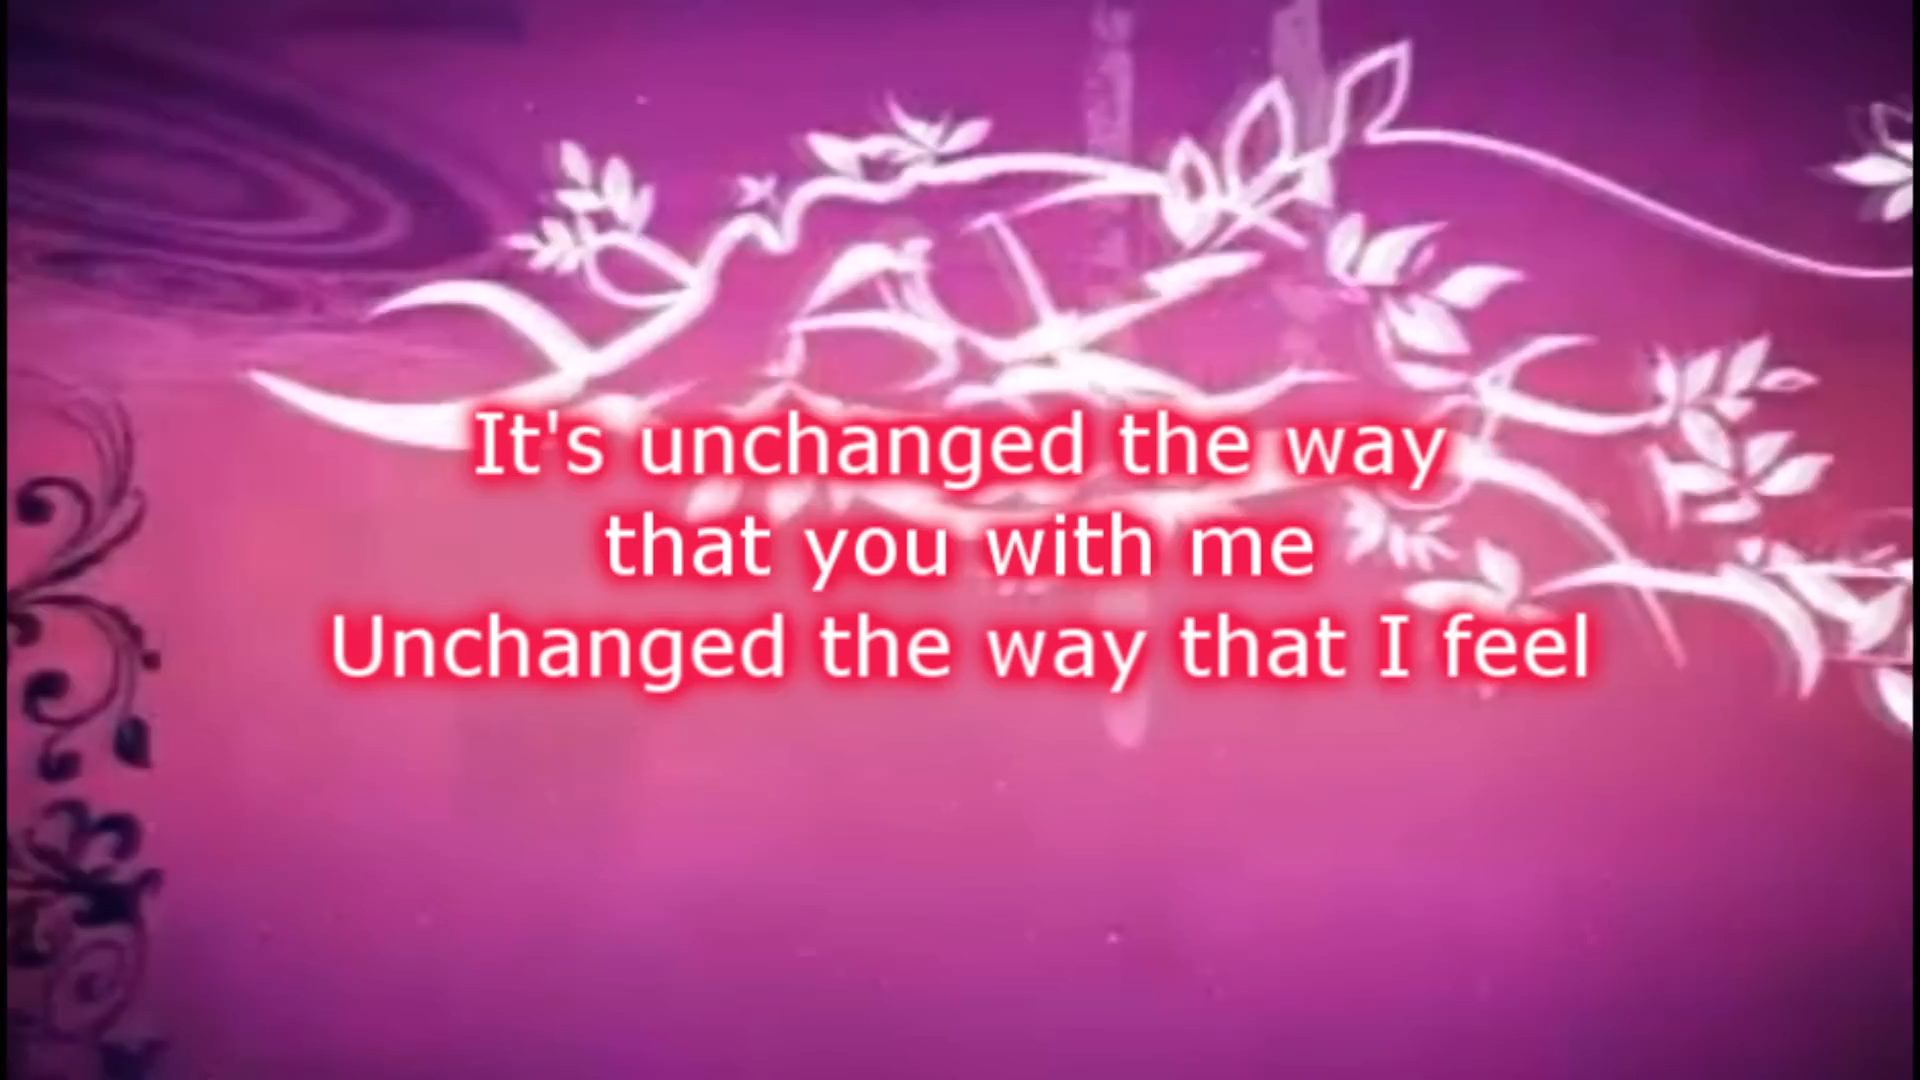 It's unchanged the way
that you with me
Unchanged the way that I feel